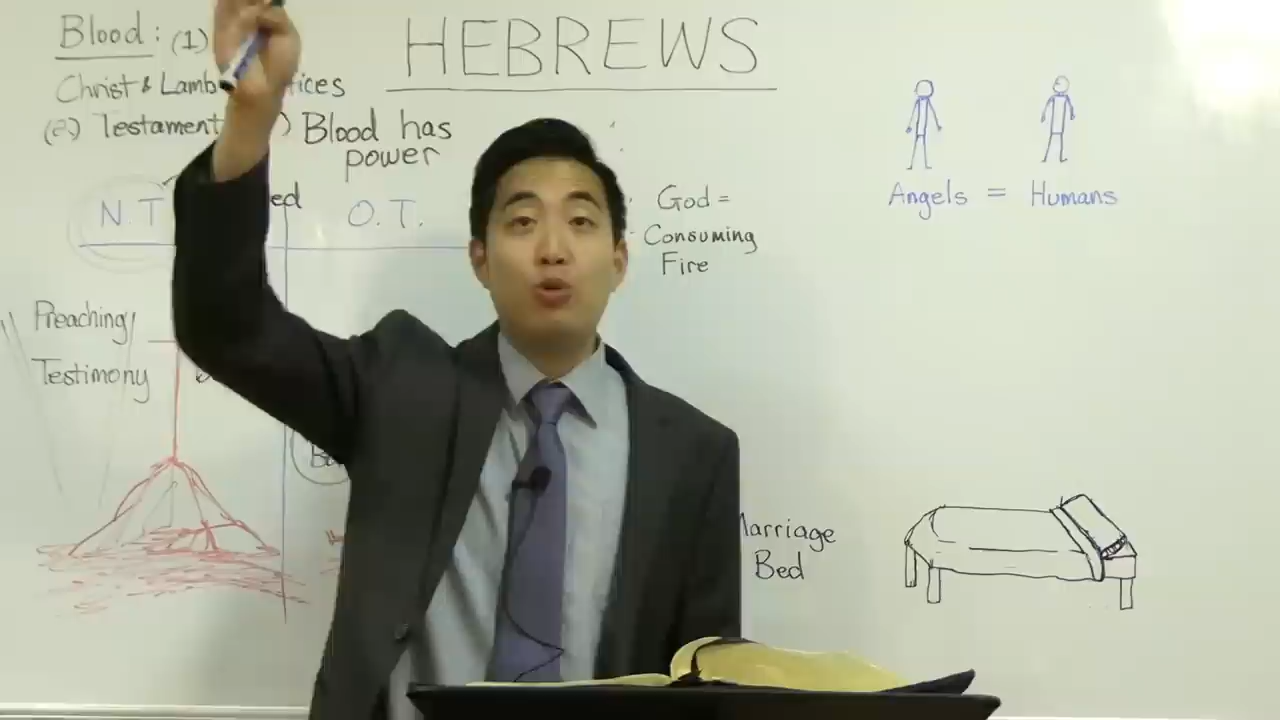 HEBREWS
Blood: (1)
Christ & Lamb
(2) Testament
) Blood has
power
N.T
ed
O.T.
God =
Consuming
Fire
Angels = Humans
Preaching/
Testimony
Marriage
Bed